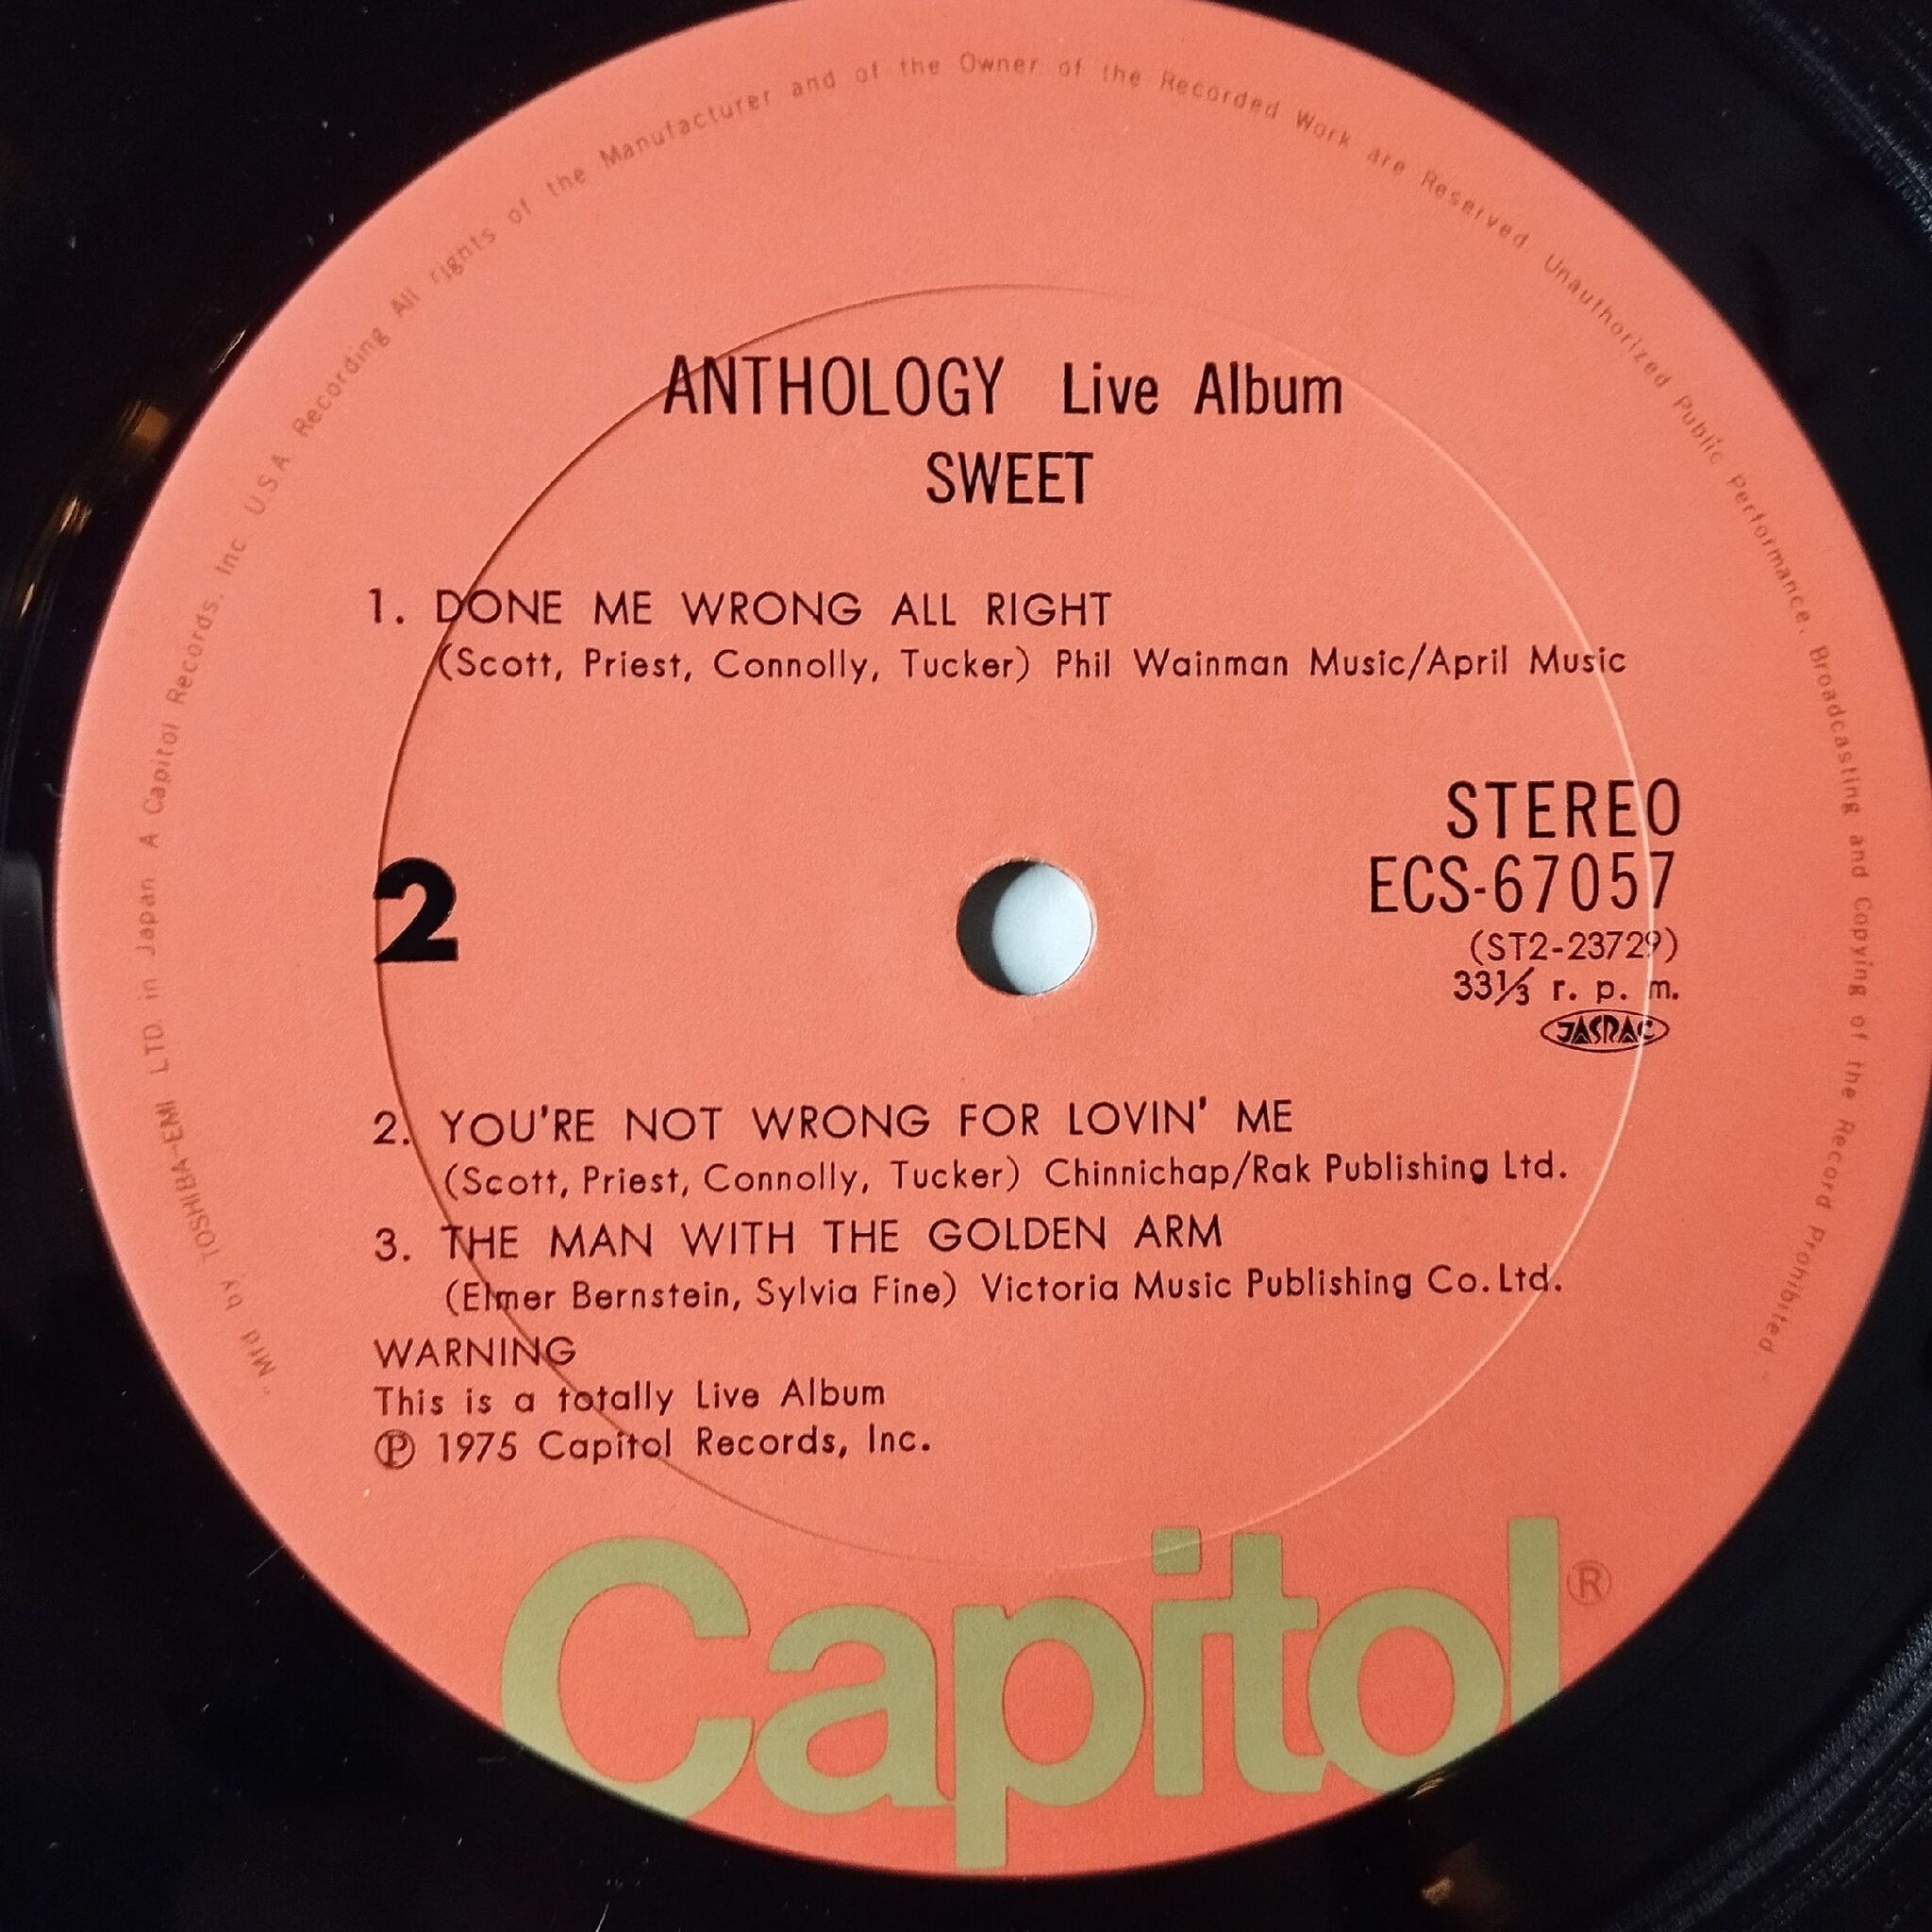 "Mfd by TOSHIBA-EMI LTD. in Japan A Capitol Records, Inc U.S.A. Recording All rights of the Manufacturer and of the Owner of the Recorded Work are Reserved. Unauthorized Public Performance, Broadcasting and Copying of the Record Prohibited."
ANTHOLOGY Live Album
SWEET
1. DONE ME WRONG ALL RIGHT
(Scott, Priest, Connolly, Tucker) Phil Wainman Music/April Music
STEREO
2
ECS-67057
(ST2-23729)
33⅓ r. p. m.
JASRAC
2. YOU'RE NOT WRONG FOR LOVIN' ME
(Scott, Priest, Connolly, Tucker) Chinnichap/Rak Publishing Ltd.
3. THE MAN WITH THE GOLDEN ARM
(Elmer Bernstein, Sylvia Fine) Victoria Music Publishing Co. Ltd.
WARNING
This is a totally Live Album
℗ 1975 Capitol Records, Inc.
Capitol®